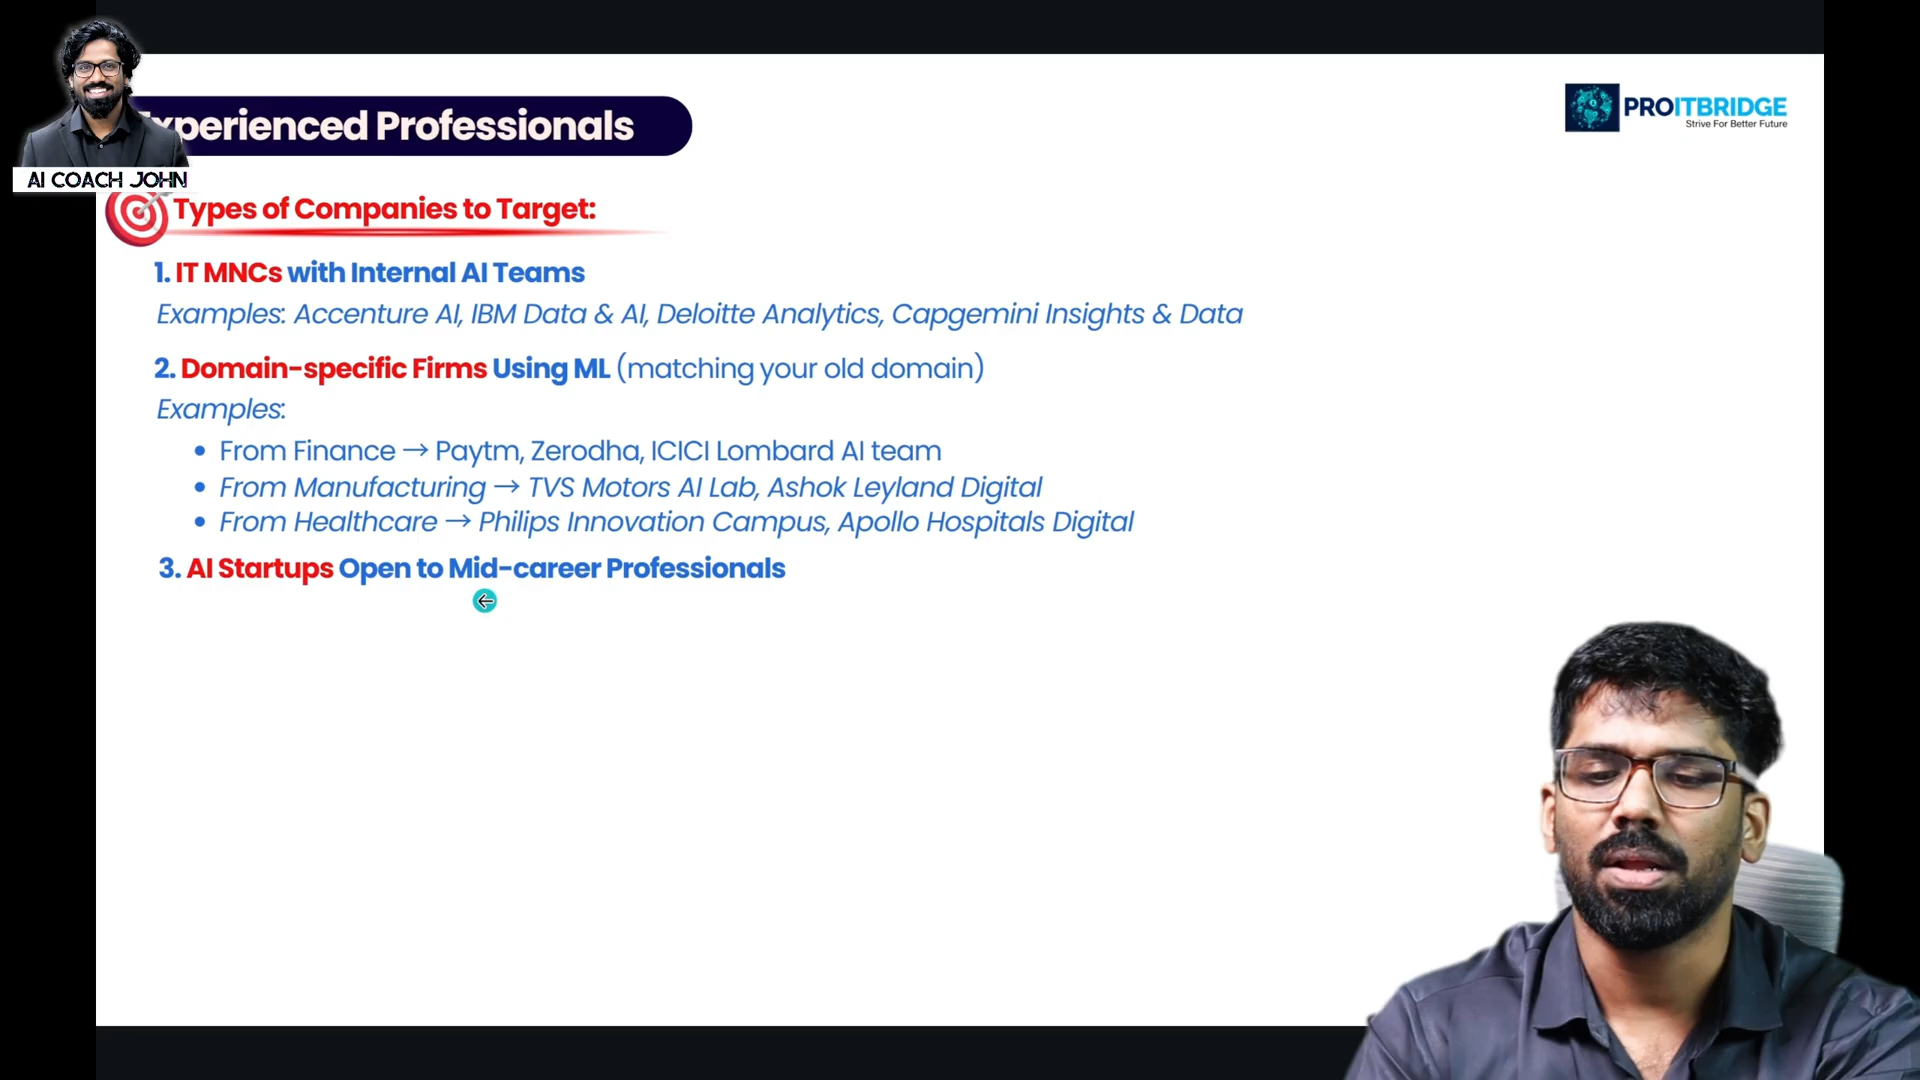 Experienced Professionals
PROITBRIDGE
Strive For Better Future
AI COACH JOHN
Types of Companies to Target:
1. IT MNCs with Internal AI Teams
Examples: Accenture AI, IBM Data & AI, Deloitte Analytics, Capgemini Insights & Data
2. Domain-specific Firms Using ML (matching your old domain)
Examples:
• From Finance → Paytm, Zerodha, ICICI Lombard AI team
• From Manufacturing → TVS Motors AI Lab, Ashok Leyland Digital
• From Healthcare → Philips Innovation Campus, Apollo Hospitals Digital
3. AI Startups Open to Mid-career Professionals